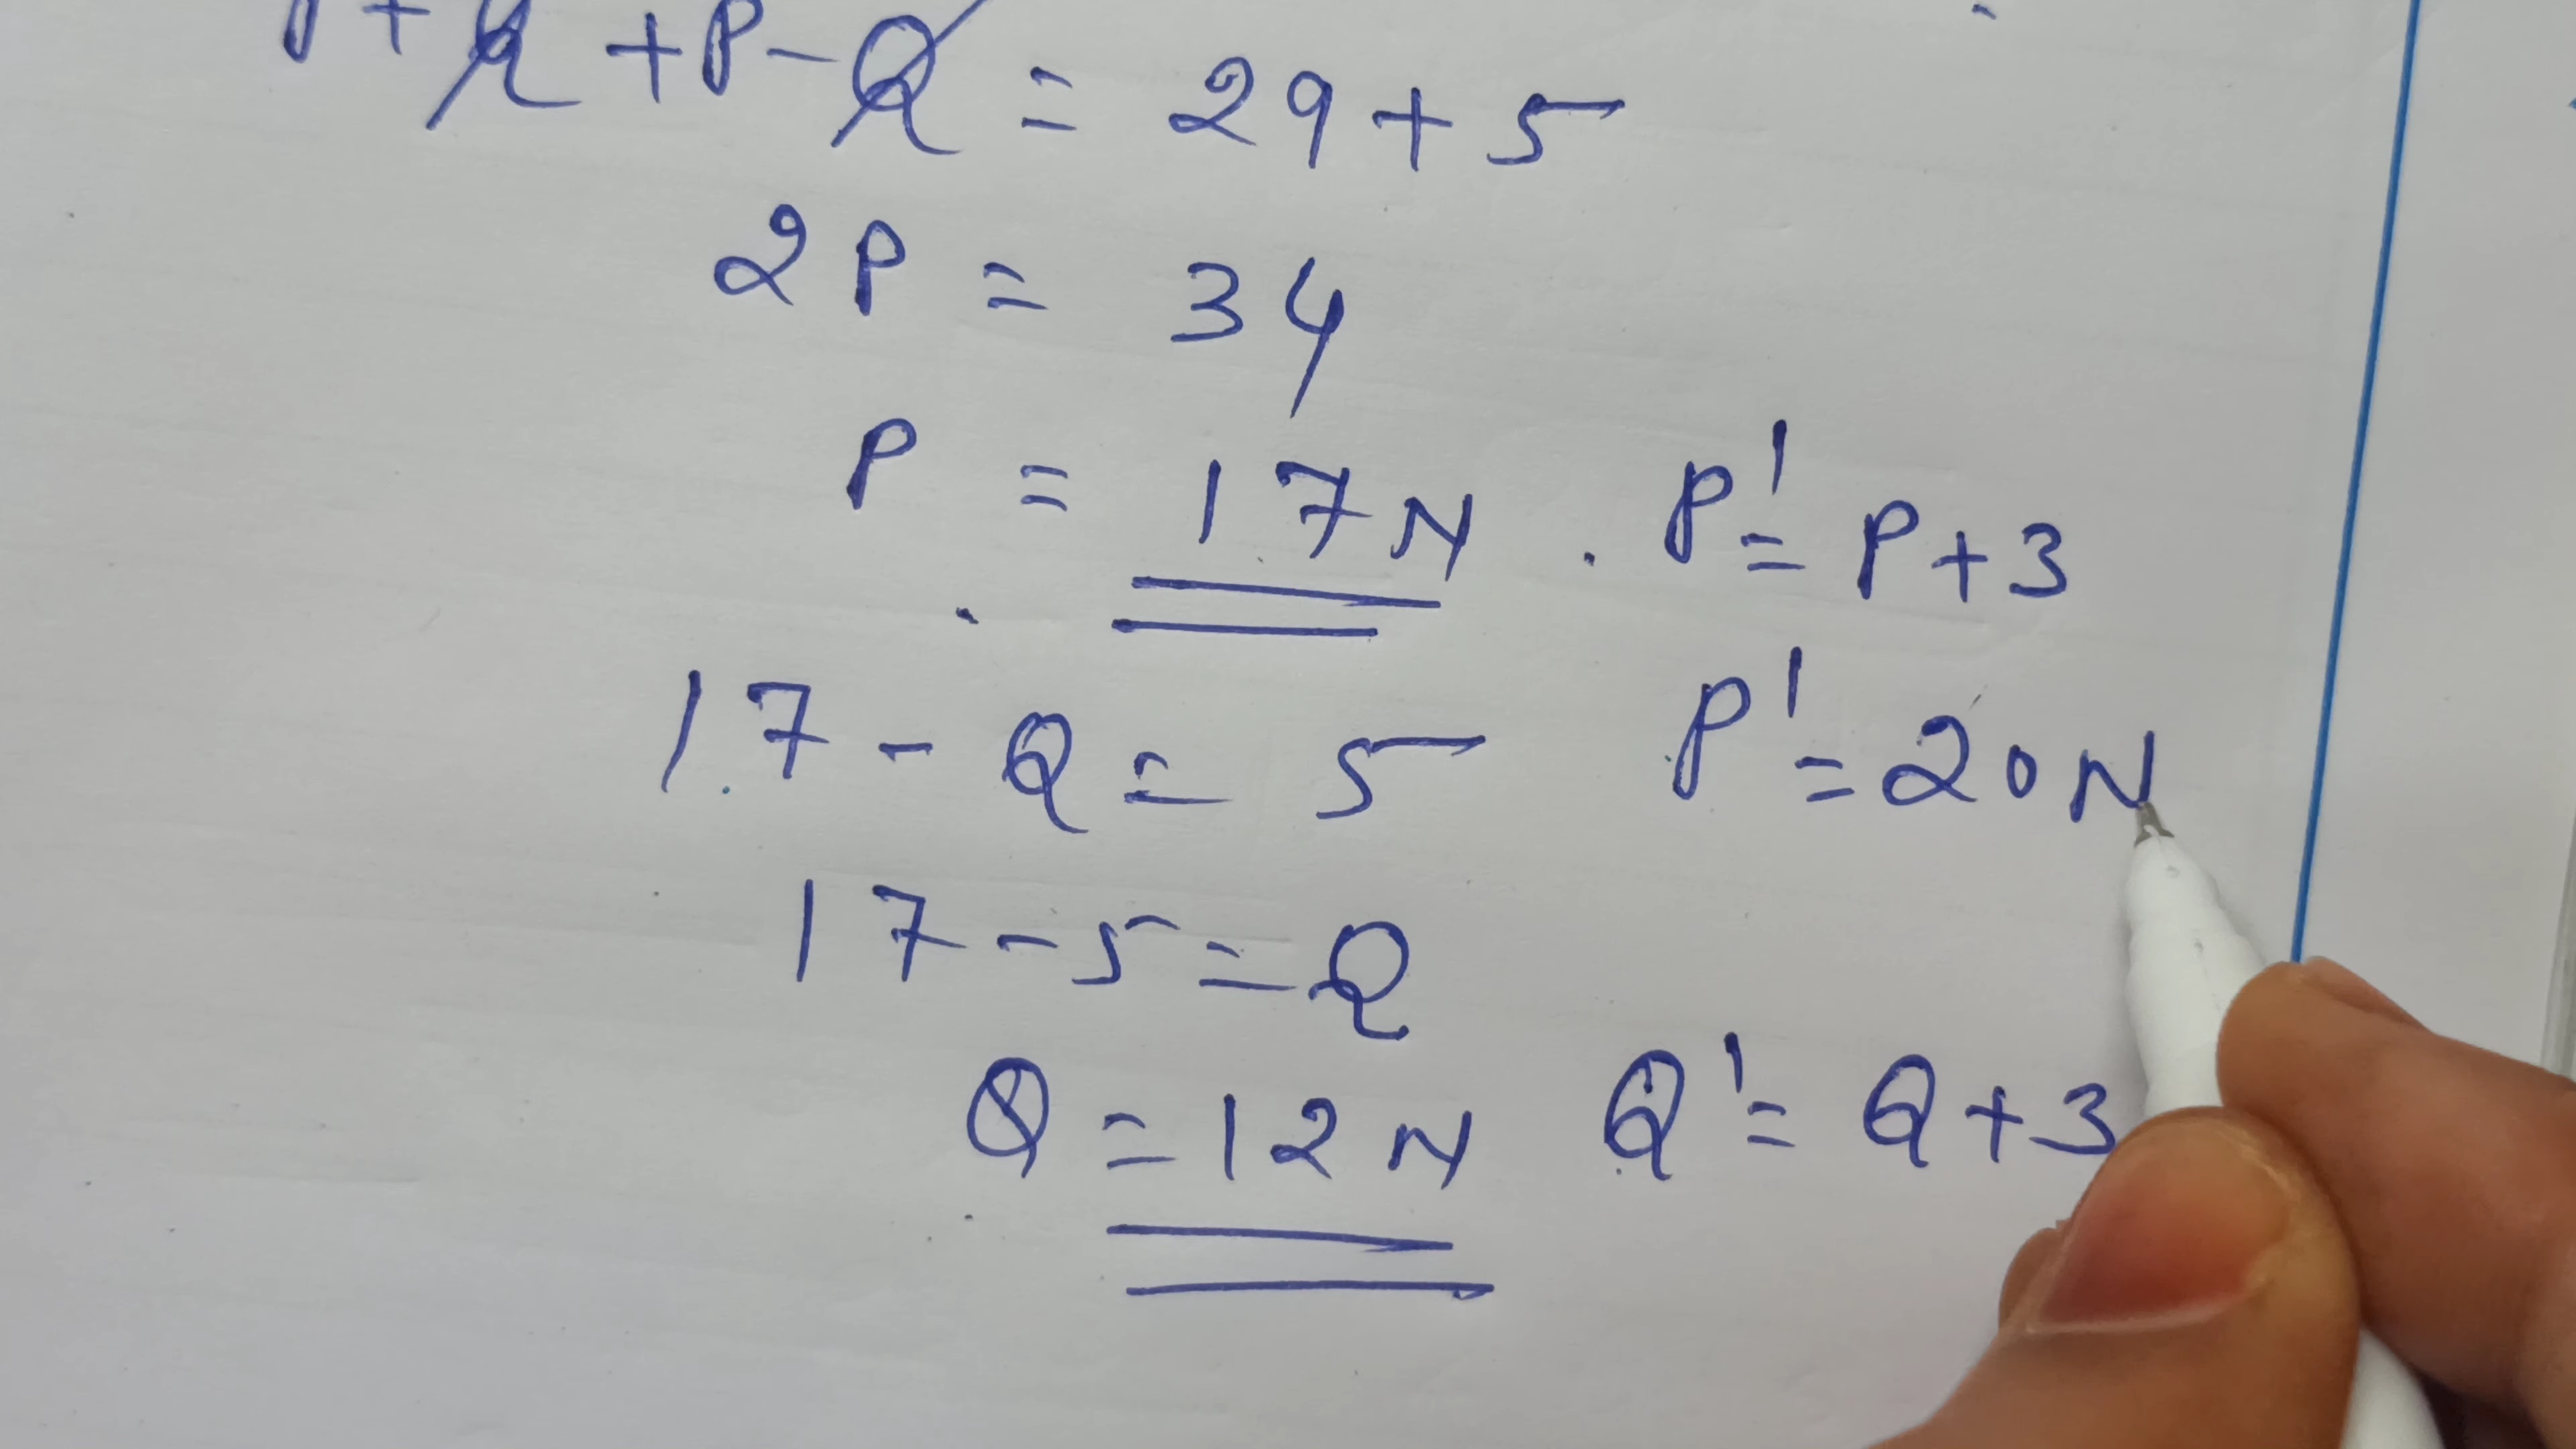 P + Q + P - Q = 29 + 5
2P = 34
P = 17N . P' = P + 3
17 - Q = 5 P' = 20N
17 - 5 = Q
Q = 12N Q' = Q + 3